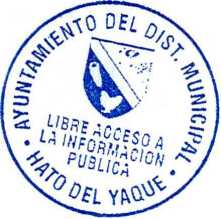 AYUNTAMIENTO DEL DIST. MUNICIPAL
LIBRE ACCESO A
LA INFORMACION
PUBLICA
• HATO DEL YAQUE •